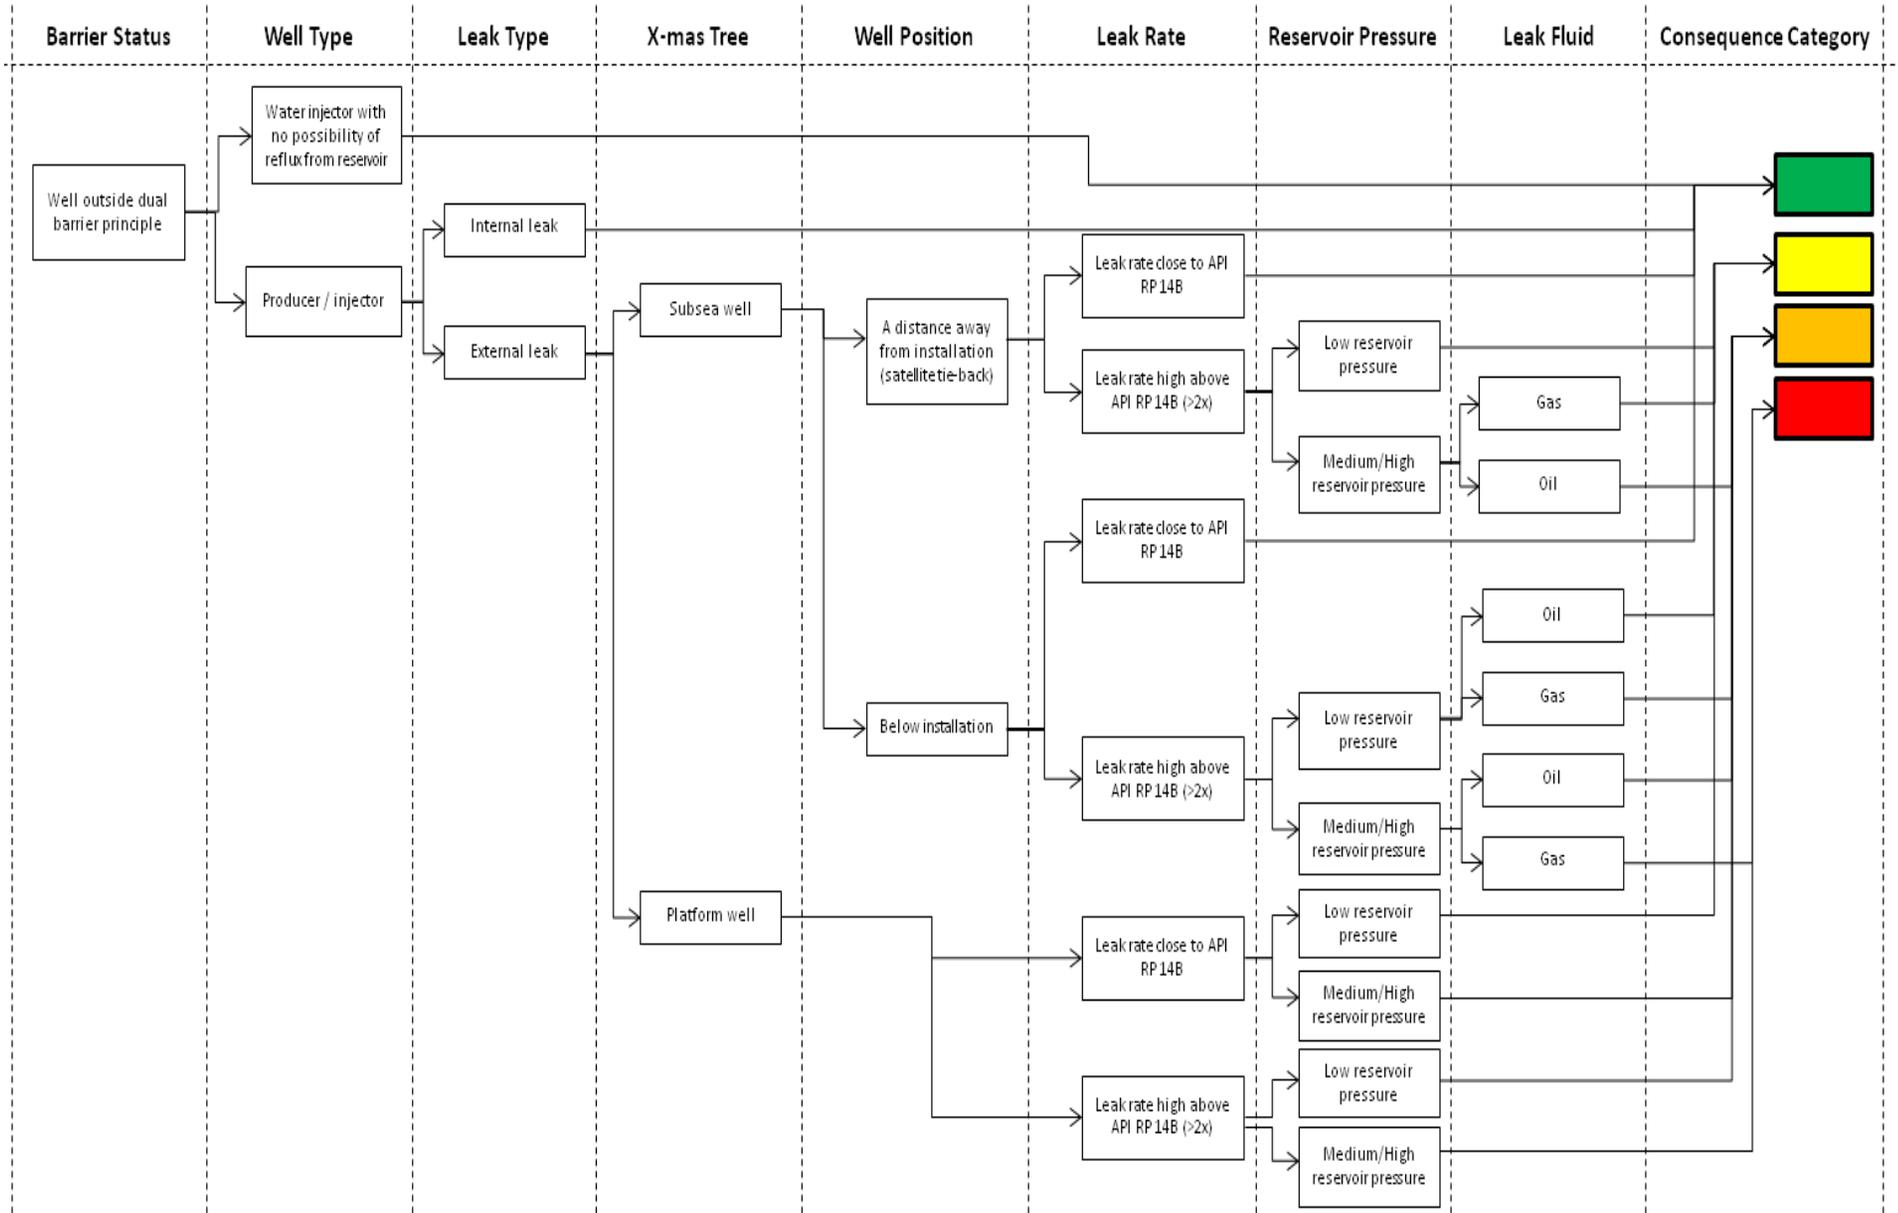 Barrier Status
Well Type
Leak Type
X-mas Tree
Well Position
Leak Rate
Reservoir Pressure
Leak Fluid
Consequence Category
Well outside dual
barrier principle
Water injector with
no possibility of
reflux from reservoir
Producer / injector
Internal leak
External leak
Subsea well
Platform well
A distance away
from installation
(satellite tie-back)
Below installation
Leak rate close to API
RP 14B
Leak rate high above
API RP 14B (>2x)
Leak rate close to API
RP 14B
Leak rate high above
API RP 14B (>2x)
Leak rate close to API
RP 14B
Leak rate high above
API RP 14B (>2x)
Low reservoir
pressure
Medium/High
reservoir pressure
Low reservoir
pressure
Medium/High
reservoir pressure
Low reservoir
pressure
Medium/High
reservoir pressure
Low reservoir
pressure
Medium/High
reservoir pressure
Gas
Oil
Oil
Gas
Oil
Gas